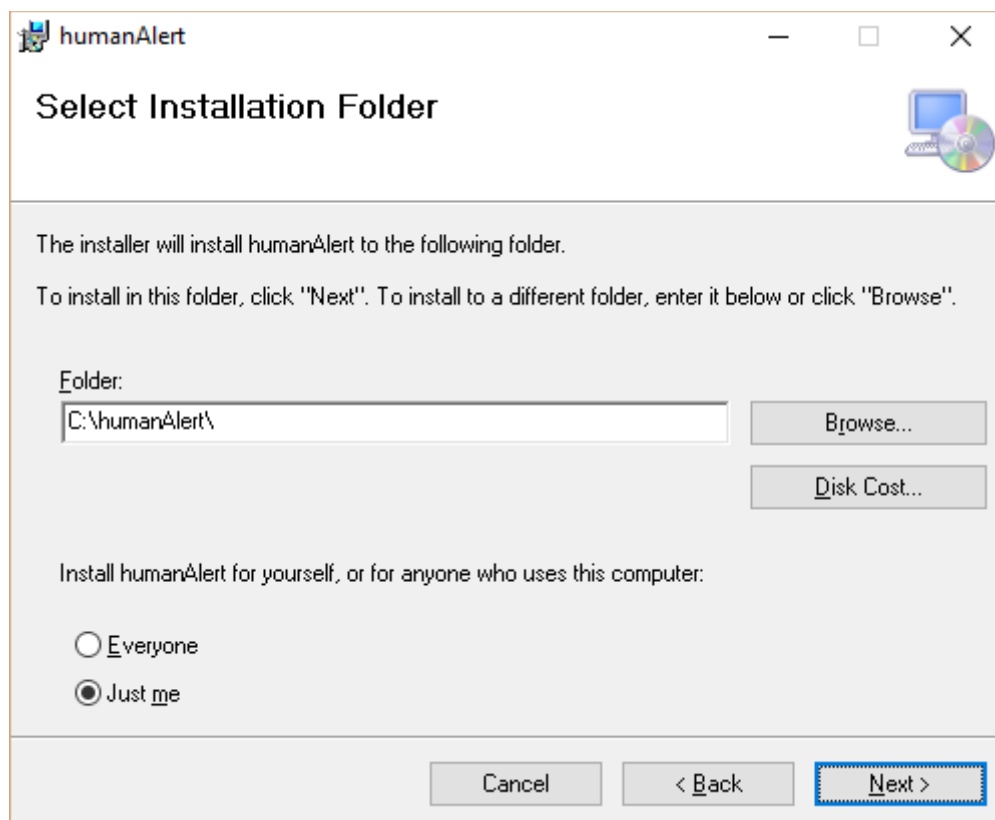 humanAlert
Select Installation Folder
The installer will install humanAlert to the following folder.
To install in this folder, click "Next". To install to a different folder, enter it below or click "Browse".
Folder:
C:\humanAlert\
Browse...
Disk Cost...
Install humanAlert for yourself, or for anyone who uses this computer:
Everyone
Just me
Cancel
< Back
Next >